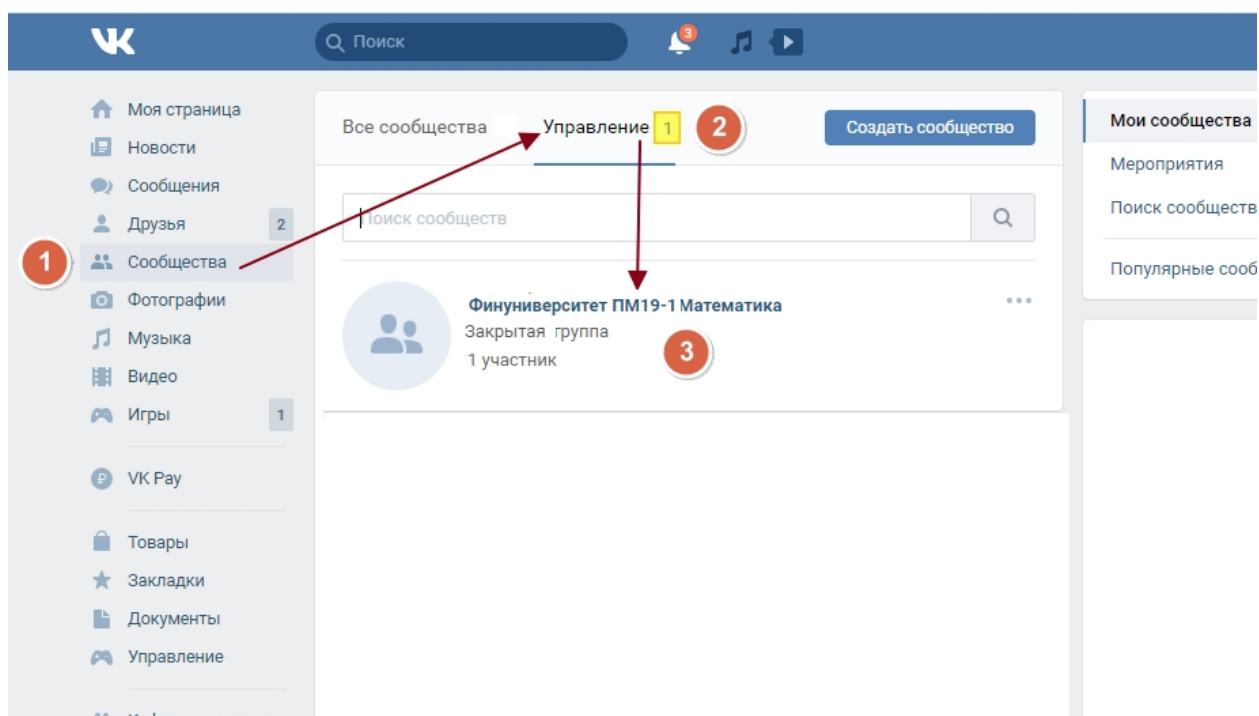 VK
Поиск
3
Моя страница
Новости
Сообщения
Друзья 2
1
Сообщества
Фотографии
Музыка
Видео
Игры 1
VK Pay
Товары
Закладки
Документы
Управление
Все сообщества
Управление 1
2
Создать сообщество
Поиск сообществ
Финуниверситет ПМ19-1 Математика
Закрытая группа
1 участник
3
Мои сообщества
Мероприятия
Поиск сообществ
Популярные сооб